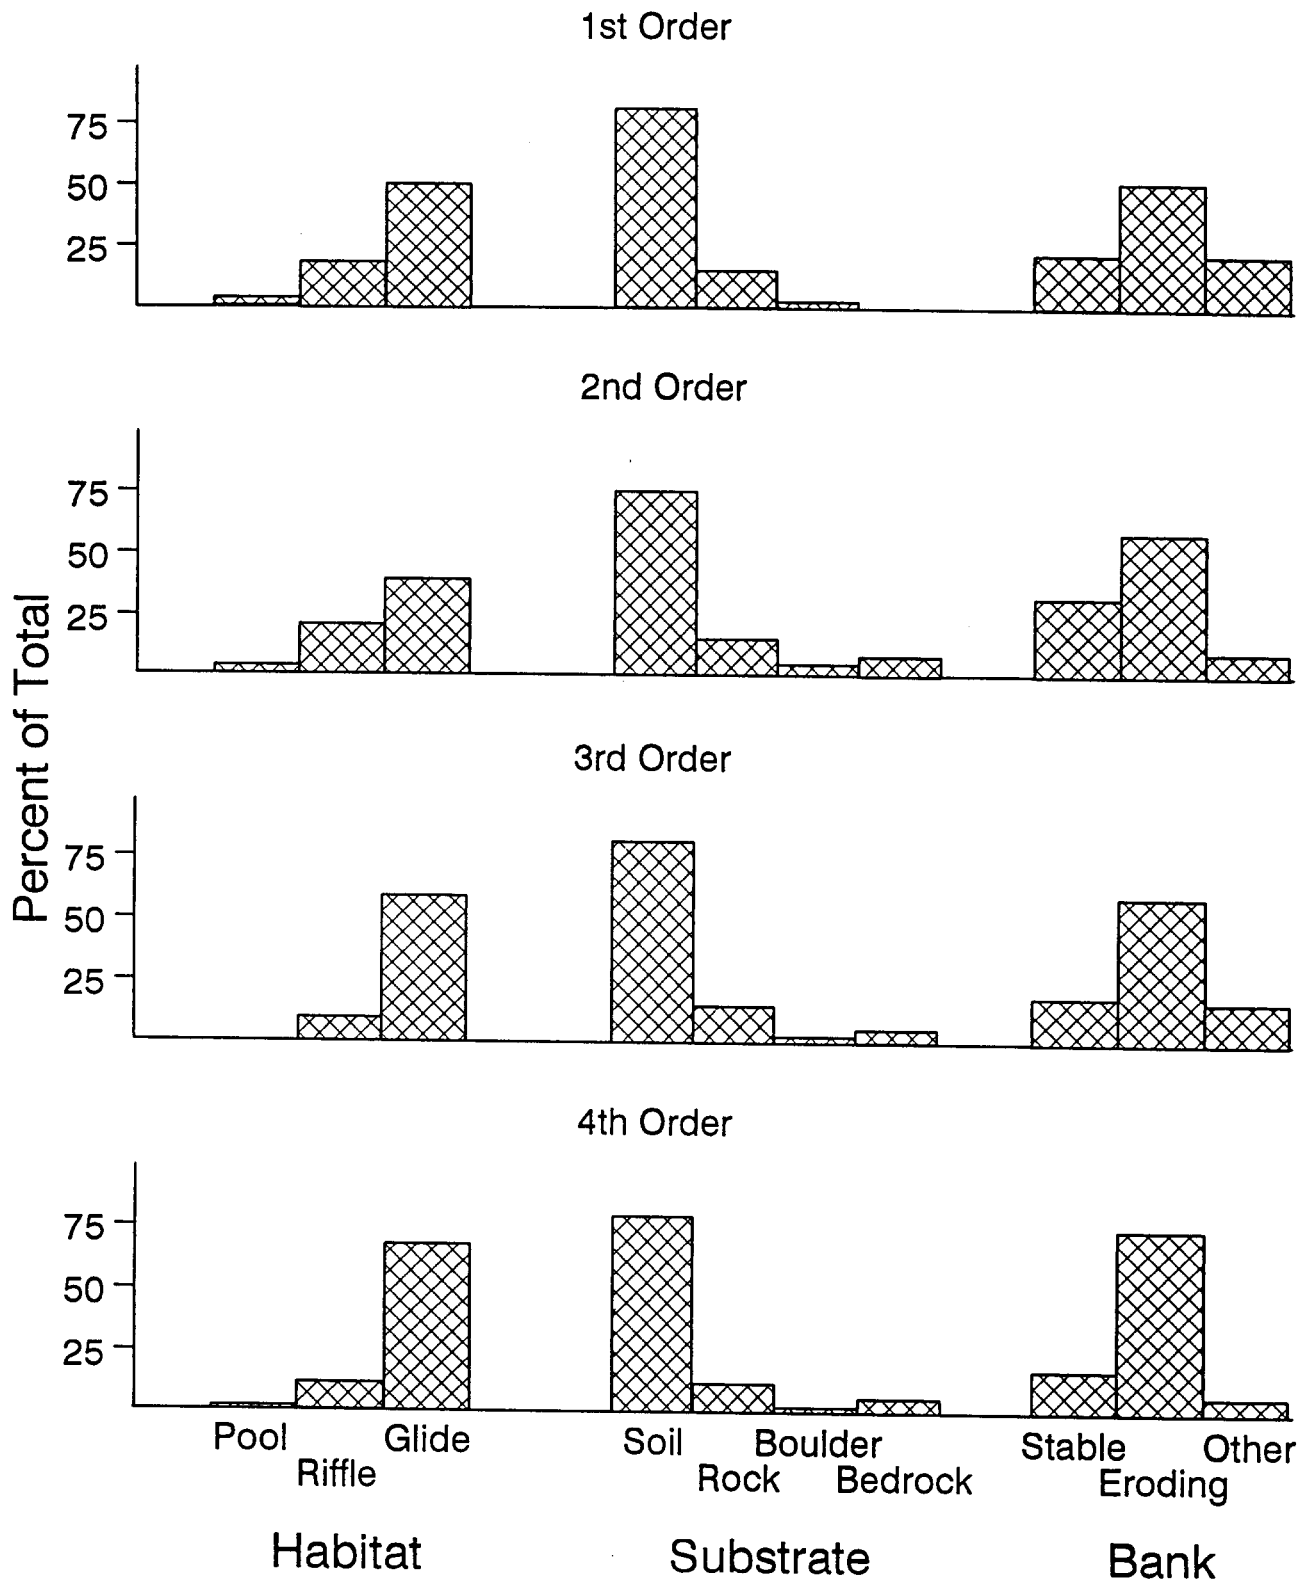 1st Order
75
50
25
2nd Order
75
50
25
Percent of Total
3rd Order
75
50
25
4th Order
75
50
25
Pool Glide Soil Boulder Stable Other
Riffle Rock Bedrock Eroding
Habitat Substrate Bank